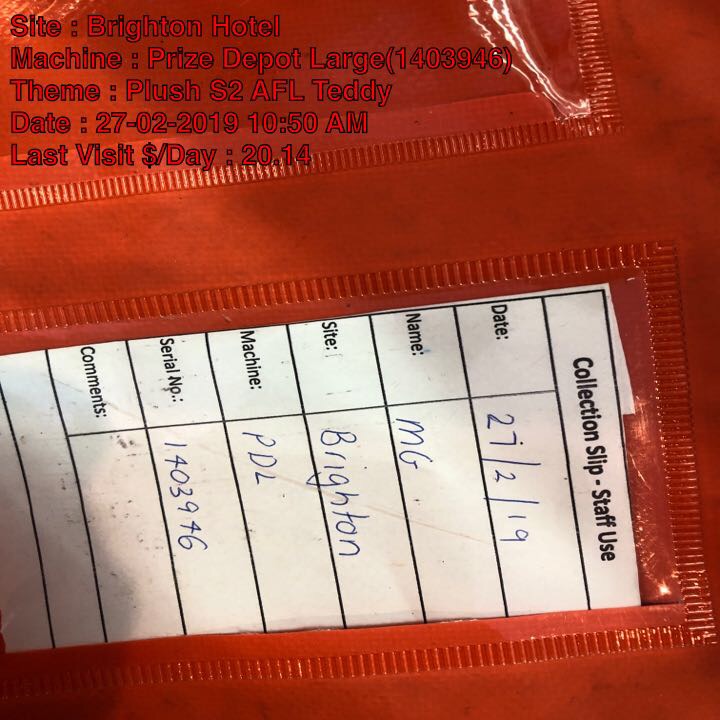 Site : Brighton Hotel
Machine : Prize Depot Large(1403946)
Theme : Plush S2 AFL Teddy
Date : 27-02-2019 10:50 AM
Last Visit $/Day : 20.14
Collection Slip - Staff Use
Date: 27/2/19
Name: MG
Site: Brighton
Machine: PDL
Serial No.: 1403946
Comments: